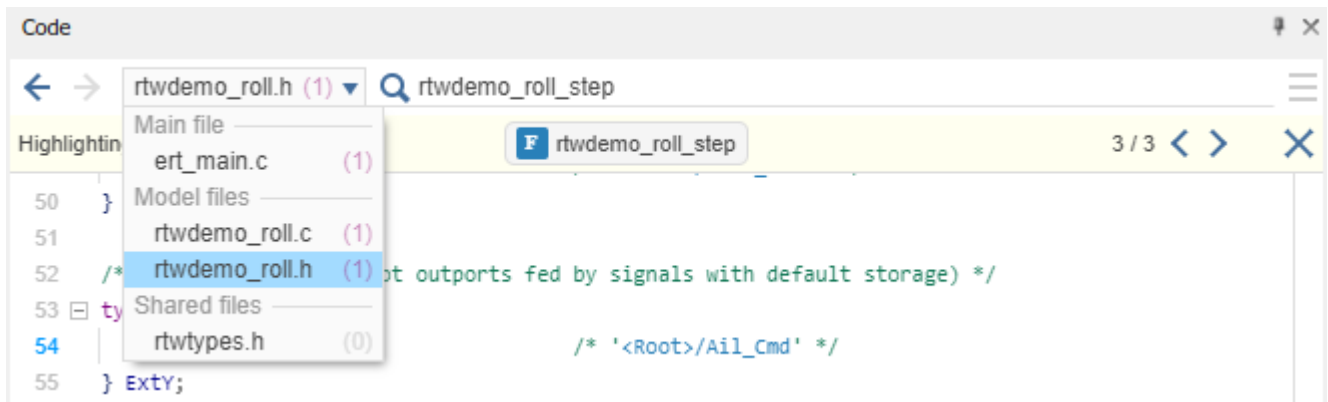 Code
rtwdemo_roll.h (1) rtwdemo_roll_step
Main file
Highlightin F rtwdemo_roll_step 3 / 3
ert_main.c (1)
50 } Model files
51 rtwdemo_roll.c (1)
52 /* rtwdemo_roll.h (1) ot outports fed by signals with default storage) */
53 ty Shared files
54 rtwtypes.h (0) /* '<Root>/Ail_Cmd' */
55 } ExtY;